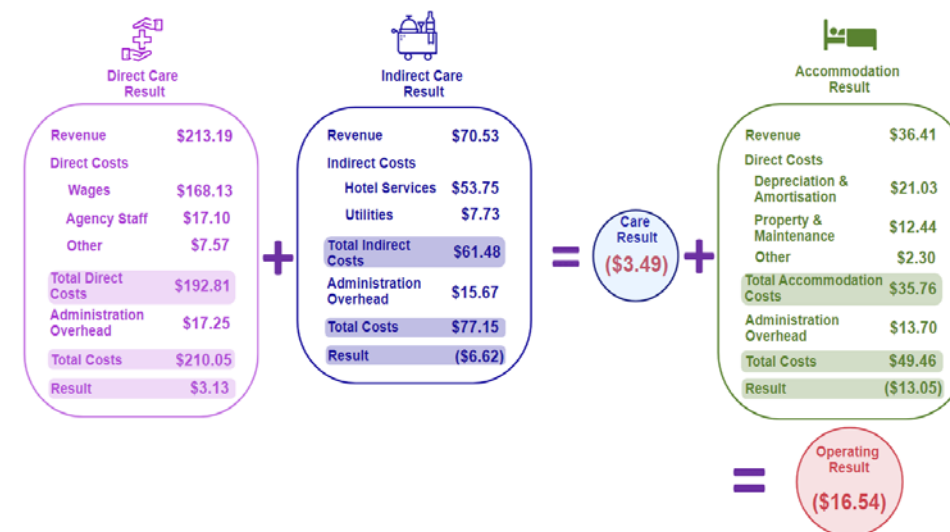 Direct Care
Result
Revenue $213.19
Direct Costs
Wages $168.13
Agency Staff $17.10
Other $7.57
Total Direct
Costs $192.81
Administration
Overhead $17.25
Total Costs $210.05
Result $3.13
+
Indirect Care
Result
Revenue $70.53
Indirect Costs
Hotel Services $53.75
Utilities $7.73
Total Indirect
Costs $61.48
Administration
Overhead $15.67
Total Costs $77.15
Result ($6.62)
=
Care
Result
($3.49)
+
Accommodation
Result
Revenue $36.41
Direct Costs
Depreciation &
Amortisation $21.03
Property &
Maintenance $12.44
Other $2.30
Total Accommodation
Costs $35.76
Administration
Overhead $13.70
Total Costs $49.46
Result ($13.05)
=
Operating
Result
($16.54)